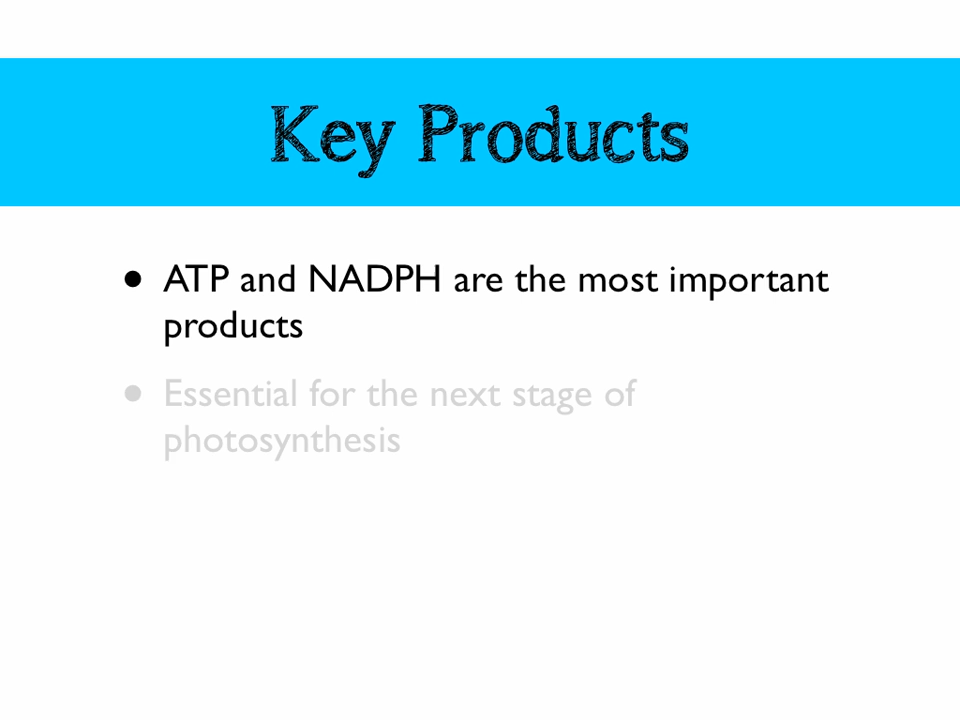 Key Products
• ATP and NADPH are the most important
products
• Essential for the next stage of
photosynthesis